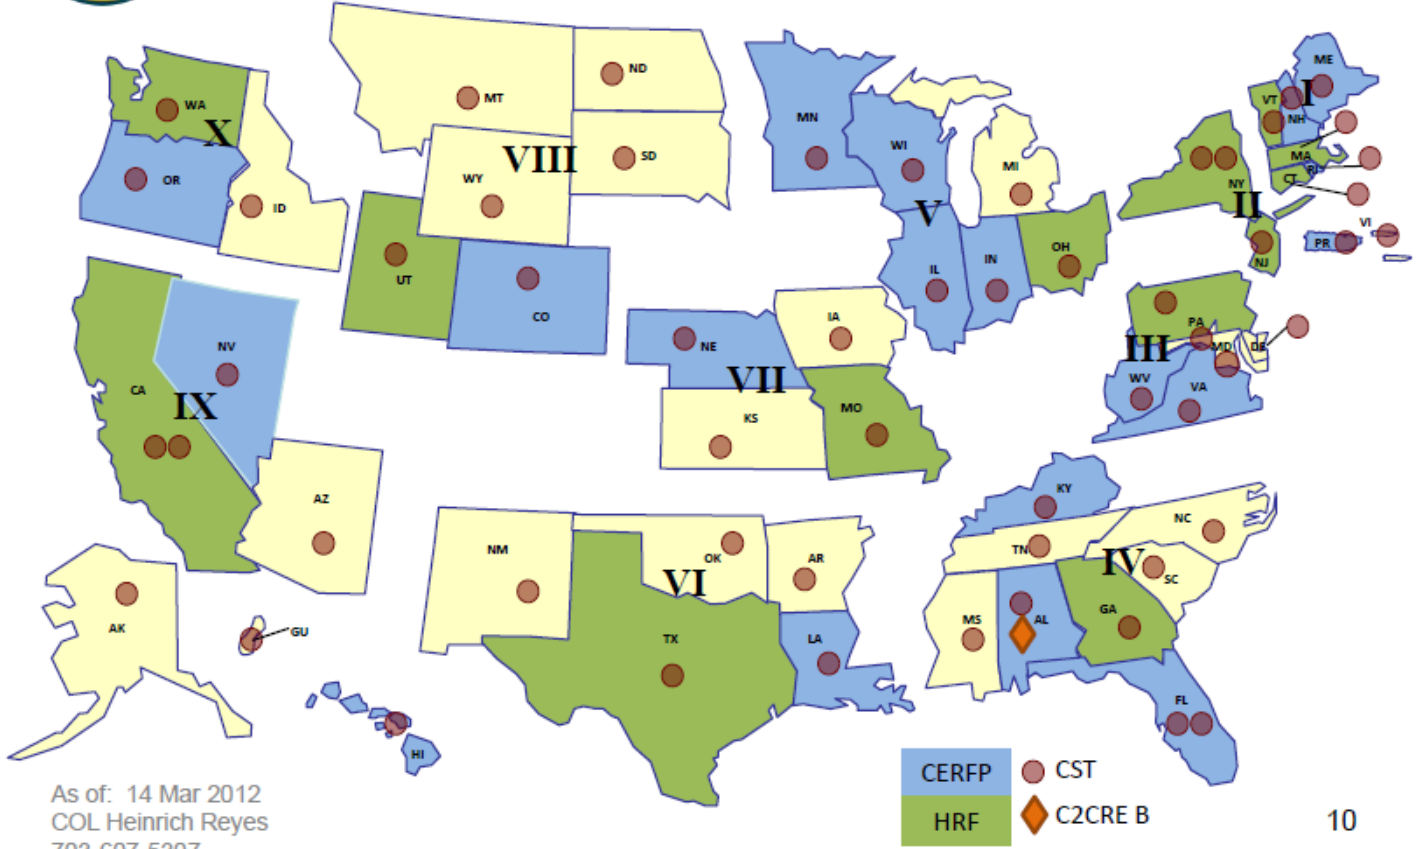 ME
ND
I
MT
VT
WA
MN
NH
X
WI
MA
VIII
SD
MI
RI
OR
WY
CT
NY
ID
II
V
VI
PR
OH
IN
NJ
UT
IL
CO
IA
PA
NV
NE
III
MD
DE
VII
WV
VA
CA
IX
MO
KS
KY
AZ
NC
NM
TN
OK
AR
IV
SC
VI
GA
MS
AL
AK
GU
TX
LA
FL
HI
CERFP
CST
HRF
C2CRE B
As of: 14 Mar 2012
COL Heinrich Reyes
10